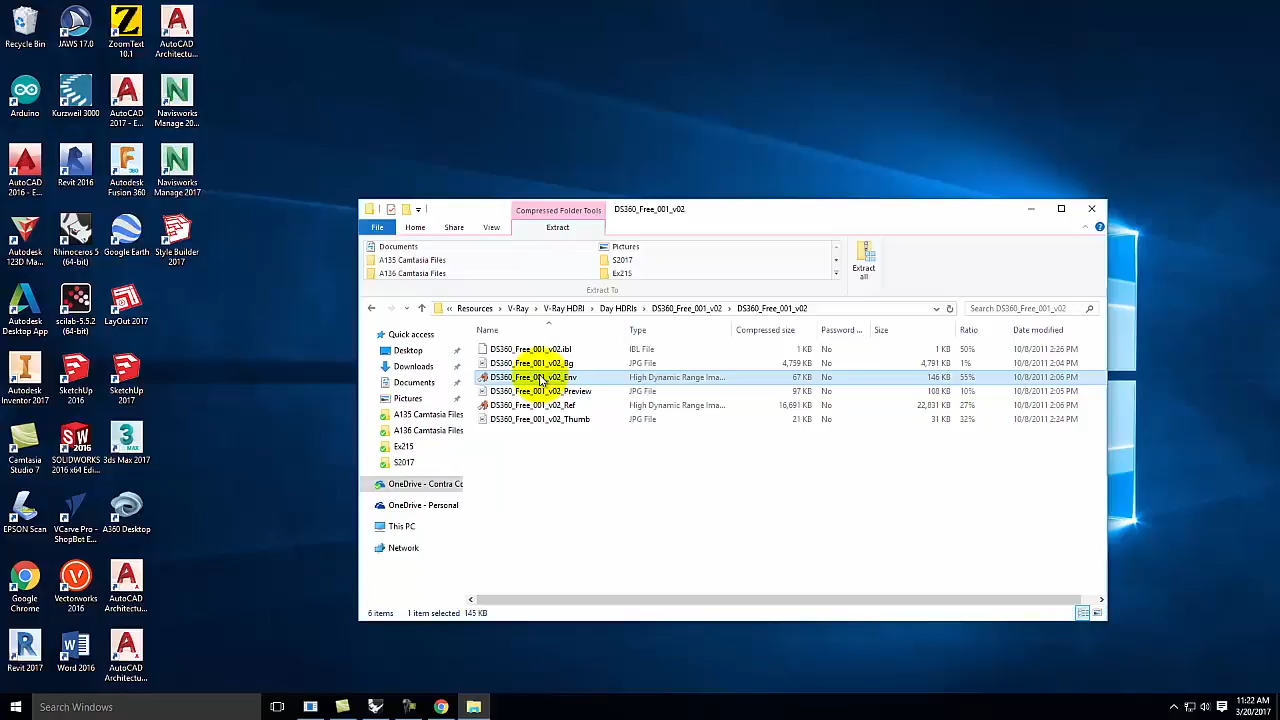 Recycle Bin
JAWS 17.0
ZoomText
10.1
AutoCAD
Architectu...
Arduino
Kurzweil 3000
AutoCAD
2017 - E...
Navisworks
Manage 20...
AutoCAD
2016 - E...
Revit 2016
Autodesk
Fusion 360
Navisworks
Manage 2017
Autodesk
123D Ma...
Rhinoceros 5
(64-bit)
Google Earth
Style Builder
2017
Autodesk
Desktop App
scilab-5.5.2
(64-bit)
LayOut 2017
Autodesk
Inventor 2017
SketchUp
2016
SketchUp
2017
Camtasia
Studio 7
SOLIDWORKS
2016 x64 Edi...
3ds Max 2017
EPSON Scan
VCarve Pro -
ShopBot E...
A360 Desktop
Google
Chrome
Vectorworks
2016
AutoCAD
Architectu...
Revit 2017
Word 2016
AutoCAD
Architectu...
Compressed Folder Tools
DS360_Free_001_v02
File
Home
Share
View
Extract
Documents
Pictures
A135 Camtasia Files
S2017
A136 Camtasia Files
Ex215
Extract
all
Extract To
« Resources > V-Ray > V-Ray HDRI > Day HDRIs > DS360_Free_001_v02 > DS360_Free_001_v02
Search DS360_Free_001_v02
Name Type Compressed size Password ... Size Ratio Date modified
DS360_Free_001_v02.ibl IBL File 1 KB No 1 KB 50% 10/8/2011 2:26 PM
DS360_Free_001_v02_Bg JPG File 4,759 KB No 4,791 KB 1% 10/8/2011 2:04 PM
DS360_Free_001_v02_Env High Dynamic Range Ima... 67 KB No 146 KB 55% 10/8/2011 2:06 PM
DS360_Free_001_v02_Preview JPG File 97 KB No 108 KB 10% 10/8/2011 2:05 PM
DS360_Free_001_v02_Ref High Dynamic Range Ima... 16,691 KB No 22,831 KB 27% 10/8/2011 2:06 PM
DS360_Free_001_v02_Thumb JPG File 21 KB No 31 KB 32% 10/8/2011 2:24 PM
Quick access
Desktop
Downloads
Documents
Pictures
A135 Camtasia Files
A136 Camtasia Files
Ex215
S2017
OneDrive - Contra Co
OneDrive - Personal
This PC
Network
6 items 1 item selected 145 KB
Search Windows
11:22 AM
3/20/2017